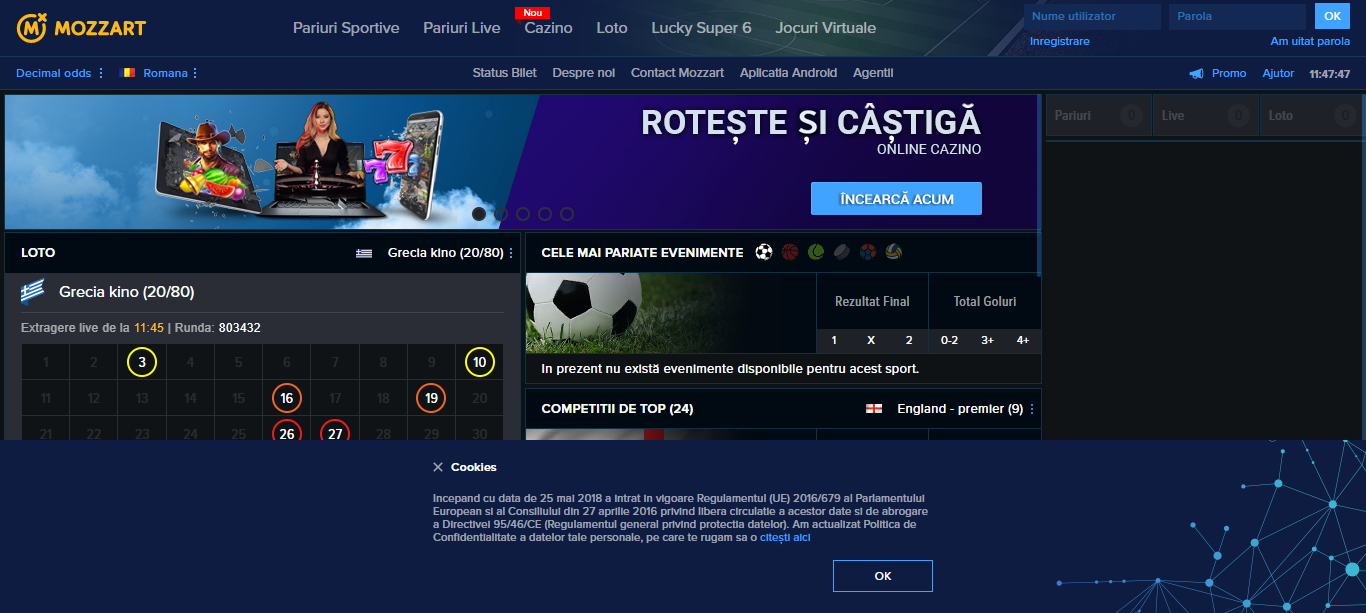 MOZZART
Pariuri Sportive
Pariuri Live
Nou
Cazino
Loto
Lucky Super 6
Jocuri Virtuale
Nume utilizator
Parola
OK
Inregistrare
Am uitat parola
Decimal odds
Romana
Status Bilet
Despre noi
Contact Mozzart
Aplicatia Android
Agentii
Promo
Ajutor
11:47:47
ROTEȘTE ȘI CÂȘTIGĂ
ONLINE CAZINO
ÎNCEARCĂ ACUM
Pariuri 0
Live 0
Loto 0
LOTO
Grecia kino (20/80)
Grecia kino (20/80)
Extragere live de la 11:45 | Runda: 803432
1 2 3 4 5 6 7 8 9 10
11 12 13 14 15 16 17 18 19 20
21 22 23 24 25 26 27 28 29 30
CELE MAI PARIATE EVENIMENTE
Rezultat Final
Total Goluri
1 X 2 0-2 3+ 4+
In prezent nu există evenimente disponibile pentru acest sport.
COMPETITII DE TOP (24)
England - premier (9)
Cookies
Incepand cu data de 25 mai 2018 a intrat in vigoare Regulamentul (UE) 2016/679 al Parlamentului
European si al Consiliului din 27 aprilie 2016 privind libera circulatie a acestor date si de abrogare
a Directivei 95/46/CE (Regulamentul general privind protectia datelor). Am actualizat Politica de
Confidentialitate a datelor tale personale, pe care te rugam sa o citești aici
OK